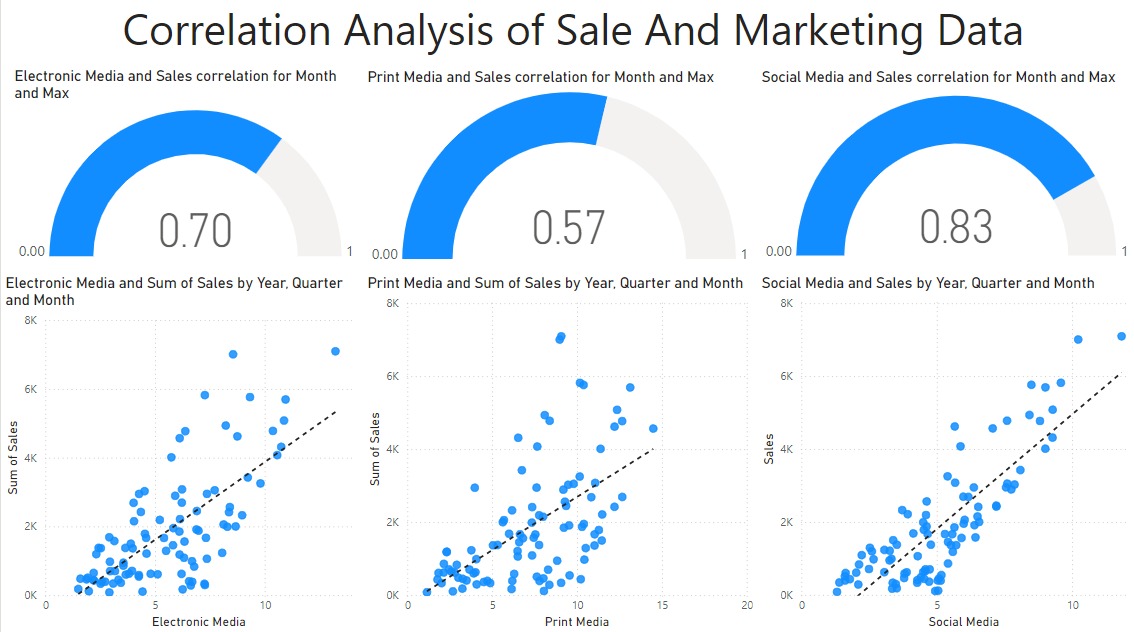 Correlation Analysis of Sale And Marketing Data
Electronic Media and Sales correlation for Month
and Max
0.70
0.00
1
Print Media and Sales correlation for Month and Max
0.57
0.00
1
Social Media and Sales correlation for Month and Max
0.83
0.00
1
Electronic Media and Sum of Sales by Year, Quarter
and Month
8K
6K
4K
2K
0K
Sum of Sales
0
5
10
Electronic Media
Print Media and Sum of Sales by Year, Quarter and Month
8K
6K
4K
2K
0K
Sum of Sales
0
5
10
15
20
Print Media
Social Media and Sales by Year, Quarter and Month
8K
6K
4K
2K
0K
Sales
0
5
10
Social Media